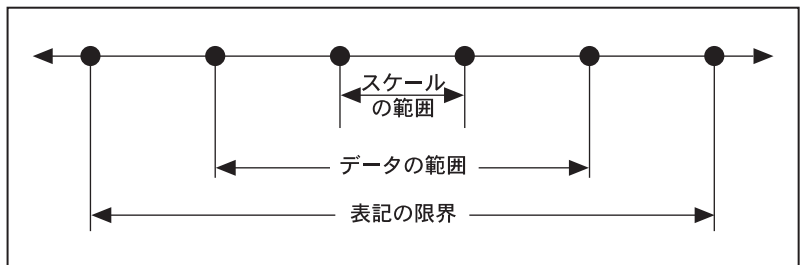 スケール
の範囲
データの範囲
表記の限界